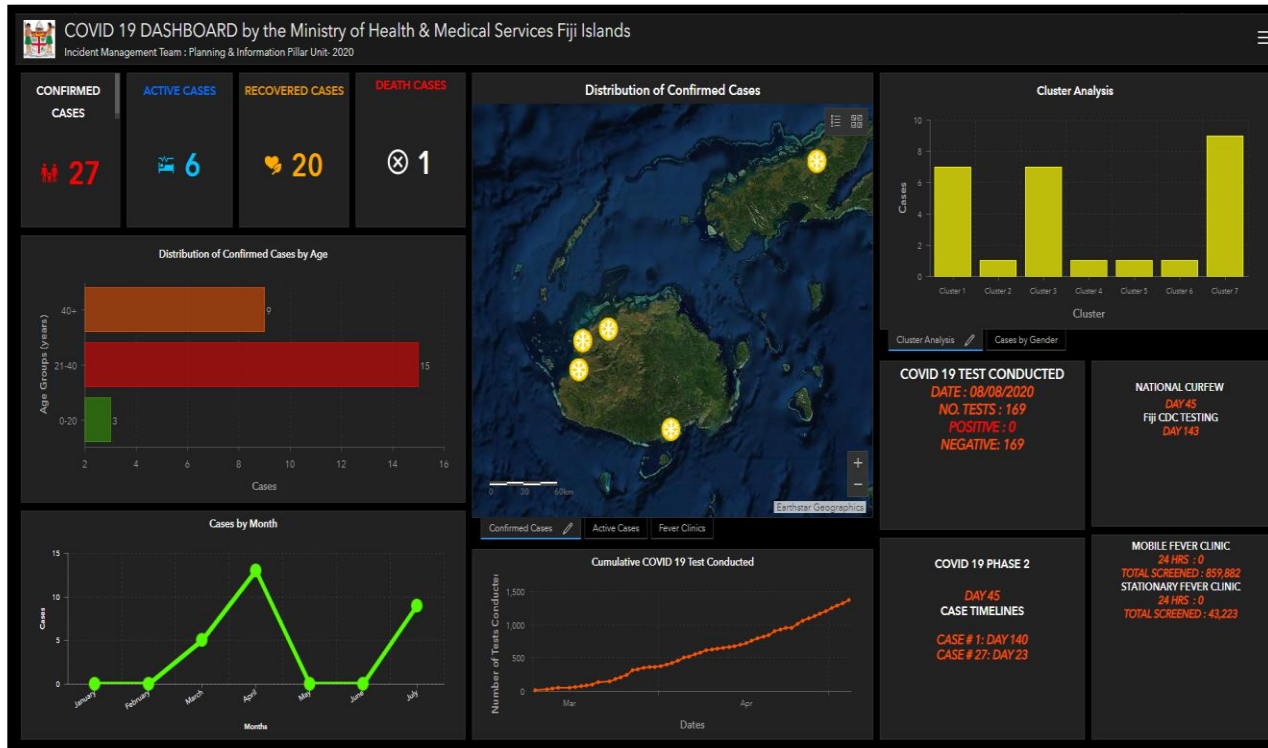 COVID 19 DASHBOARD by the Ministry of Health & Medical Services Fiji Islands
Incident Management Team : Planning & Information Pillar Unit- 2020
CONFIRMED
CASES
27
ACTIVE CASES
6
RECOVERED CASES
20
DEATH CASES
1
Distribution of Confirmed Cases by Age
Age Groups (years)
40+
9
21-40
15
0-20
3
2 4 6 8 10 12 14 16
Cases
Cases by Month
Cases
15
10
5
0
January February March April May June July
Months
Distribution of Confirmed Cases
0 30 60km
+
−
Earthstar Geographics
Confirmed Cases Active Cases Fever Clinics
Cumulative COVID 19 Test Conducted
Number of Tests Conducter
1,500
1,000
500
0
Mar Apr
Dates
Cluster Analysis
Cases
10
8
6
4
2
0
Cluster 1 Cluster 2 Cluster 3 Cluster 4 Cluster 5 Cluster 6 Cluster 7
Cluster
Cluster Analysis Cases by Gender
COVID 19 TEST CONDUCTED
DATE : 08/08/2020
NO. TESTS : 169
POSITIVE : 0
NEGATIVE: 169
NATIONAL CURFEW
DAY 45
Fiji CDC TESTING
DAY 143
COVID 19 PHASE 2
DAY 45
CASE TIMELINES
CASE # 1: DAY 140
CASE # 27: DAY 23
MOBILE FEVER CLINIC
24 HRS : 0
TOTAL SCREENED : 859,882
STATIONARY FEVER CLINIC
24 HRS : 0
TOTAL SCREENED : 43,223